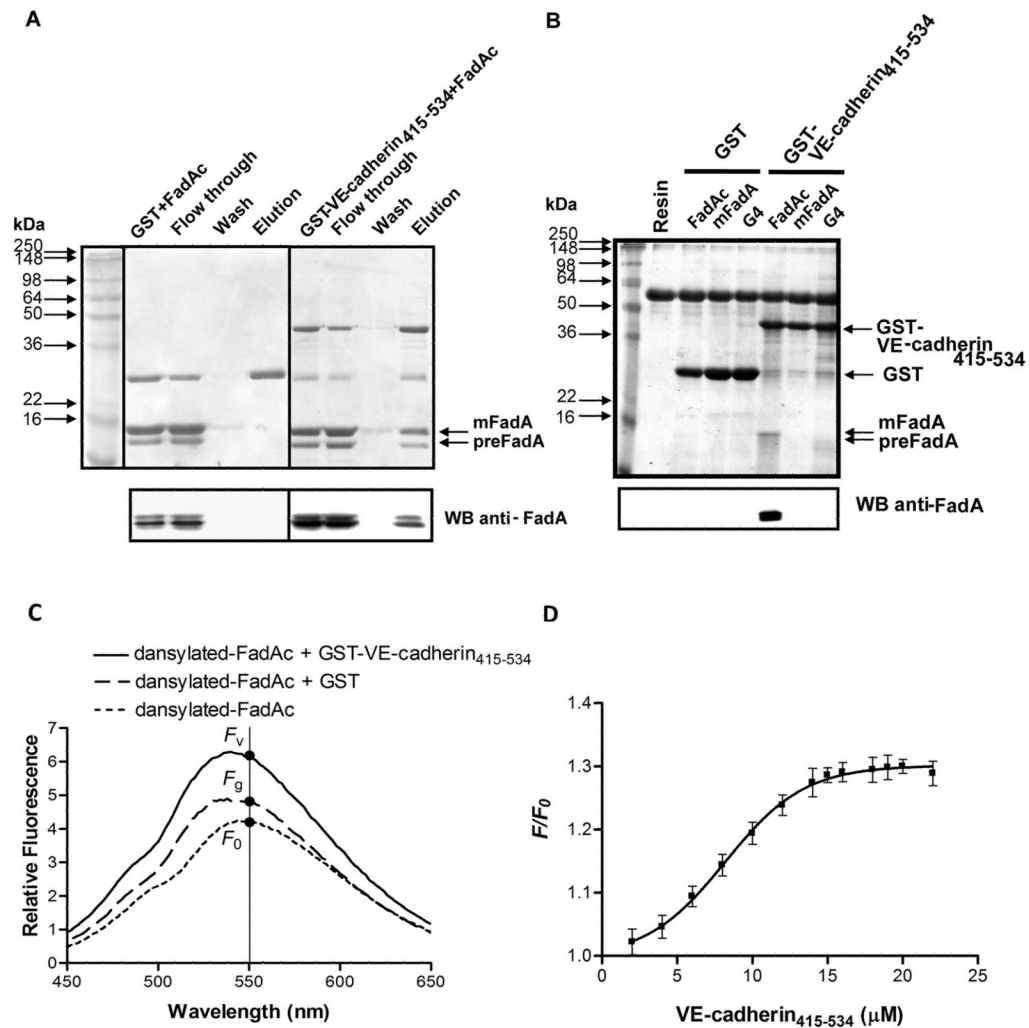 A
GST+FadAc
Flow through
Wash
Elution
GST-VE-cadherin415-534+FadAc
Flow through
Wash
Elution
kDa
250
148
98
64
50
36
22
16
mFadA
preFadA
WB anti-FadA
B
GST
GST-
VE-cadherin415-534
Resin
FadAc
mFadA
G4
FadAc
mFadA
G4
kDa
250
148
98
64
50
36
22
16
GST-
VE-cadherin
415-534
GST
mFadA
preFadA
WB anti-FadA
C
dansylated-FadAc + GST-VE-cadherin415-534
dansylated-FadAc + GST
dansylated-FadAc
Relative Fluorescence
7
6
5
4
3
2
1
0
Fv
Fg
F0
450
500
550
600
650
Wavelength (nm)
D
F/F0
1.4
1.3
1.2
1.1
1.0
0
5
10
15
20
25
VE-cadherin415-534 (μM)